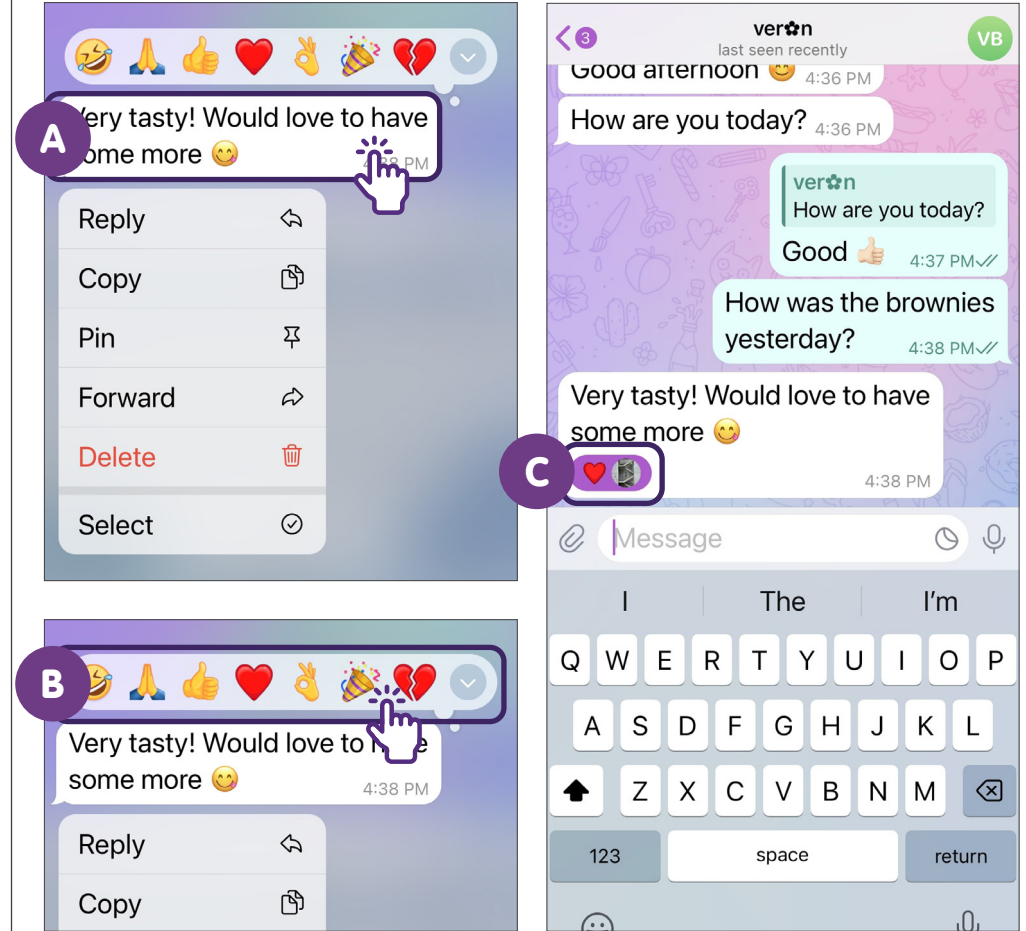 A
Very tasty! Would love to have
some more 😋
4:38 PM
Reply
Copy
Pin
Forward
Delete
Select
B
Very tasty! Would love to have
some more 😋
4:38 PM
Reply
Copy
3
ver✿n
last seen recently
VB
Good afternoon 😊 4:36 PM
How are you today? 4:36 PM
ver✿n
How are you today?
Good 👍🏻 4:37 PM
How was the brownies
yesterday? 4:38 PM
Very tasty! Would love to have
some more 😋
C
4:38 PM
Message
I The I'm
Q W E R T Y U I O P
A S D F G H J K L
Z X C V B N M
123 space return